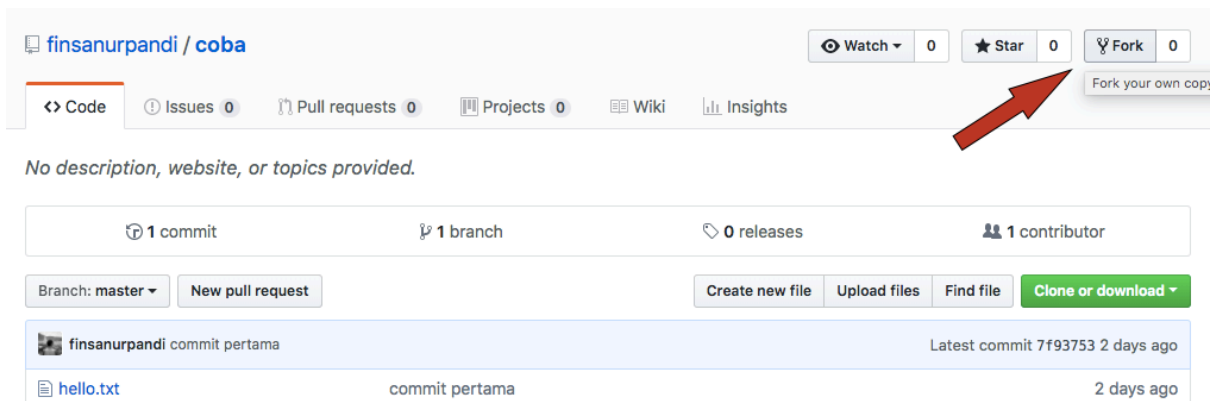 finsanurpandi / coba
Watch 0 Star 0 Fork 0
Fork your own copy
Code Issues 0 Pull requests 0 Projects 0 Wiki Insights
No description, website, or topics provided.
1 commit 1 branch 0 releases 1 contributor
Branch: master New pull request Create new file Upload files Find file Clone or download
finsanurpandi commit pertama Latest commit 7f93753 2 days ago
hello.txt commit pertama 2 days ago